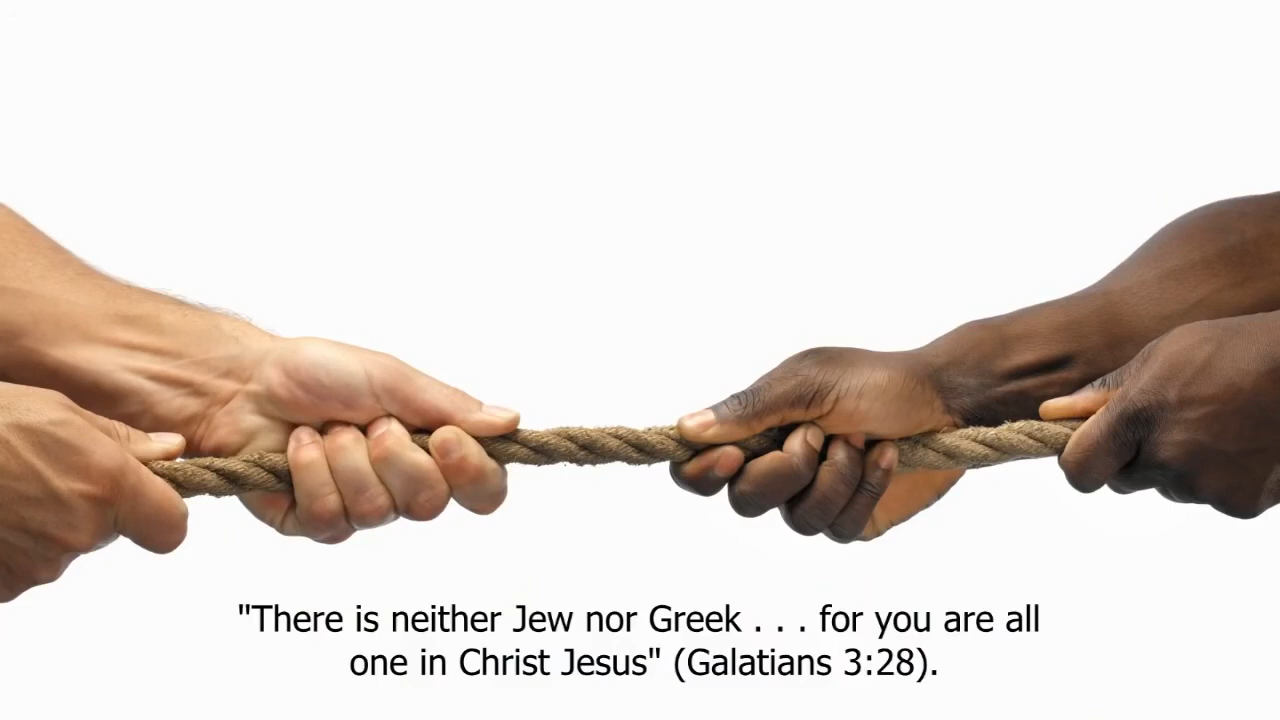 "There is neither Jew nor Greek . . . for you are all
one in Christ Jesus" (Galatians 3:28).